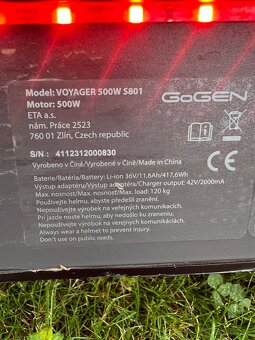 Model: VOYAGER 500W S801
Motor: 500W
GoGEN
ETA a.s.
nám. Práce 2523
760 01 Zlín, Czech republic
S/N : 4112312000830
Vyrobeno v Číně/Vyrobené v Číne/Made in China
Baterie/Batéria/Battery: Li-ion 36V/11.6Ah/417,6Wh
Výstup adaptéru/Výstup adaptéru/Charger output: 42V/2000mA
Max. nosnost/Max. nosnosť/Max. load: 120 kg
Používejte helmu, abyste předešli zranění.
Nepoužívejte výrobek na veřejných komunikacích.
Pri jazde noste helmu, aby nedošlo ku zraneniu.
Nepoužívajte výrobok na verejných komunikáciách.
Always wear a helmet to prevent injury.
Don´t use on public roads.